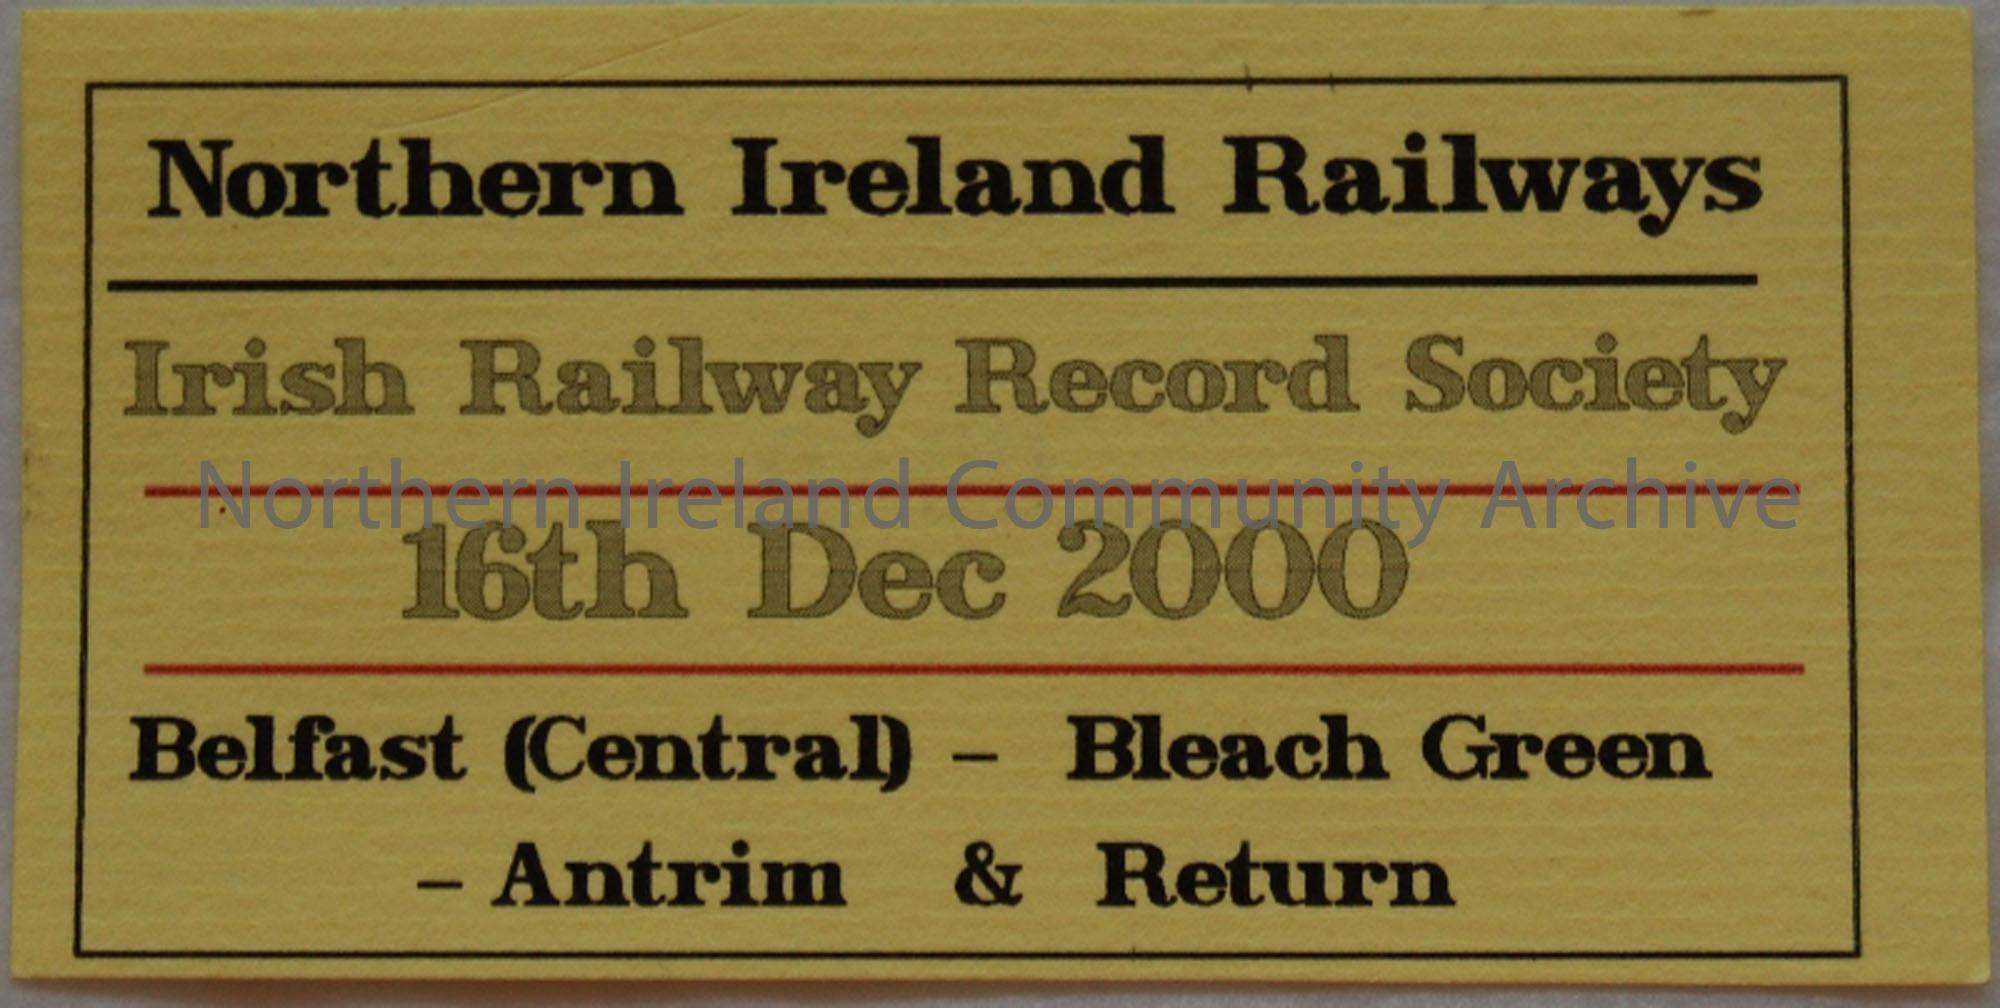 Northern Ireland Railways
Irish Railway Record Society
Northern Ireland Community Archive
16th Dec 2000
Belfast (Central) – Bleach Green
– Antrim & Return